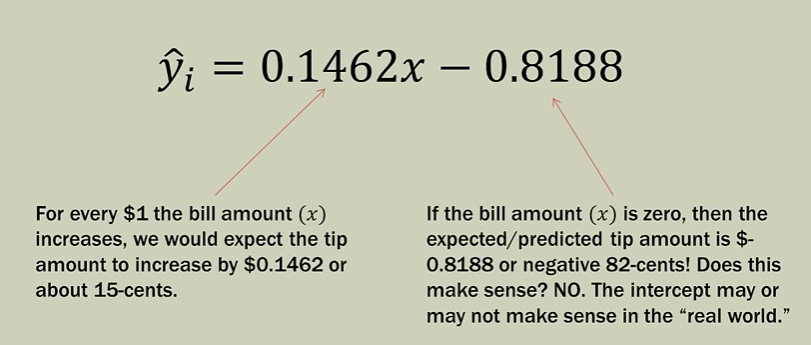 ŷᵢ = 0.1462x − 0.8188
For every $1 the bill amount (x)
increases, we would expect the tip
amount to increase by $0.1462 or
about 15-cents.
If the bill amount (x) is zero, then the
expected/predicted tip amount is $-
0.8188 or negative 82-cents! Does this
make sense? NO. The intercept may or
may not make sense in the “real world.”